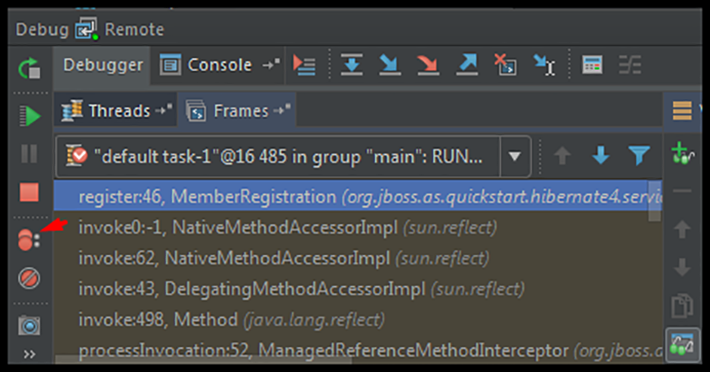 Debug Remote
Debugger Console
Threads Frames
"default task-1"@16 485 in group "main": RUN...
register:46, MemberRegistration (org.jboss.as.quickstart.hibernate4.servi
invoke0:-1, NativeMethodAccessorImpl (sun.reflect)
invoke:62, NativeMethodAccessorImpl (sun.reflect)
invoke:43, DelegatingMethodAccessorImpl (sun.reflect)
invoke:498, Method (java.lang.reflect)
processInvocation:52, ManagedReferenceMethodInterceptor (org.jboss.a